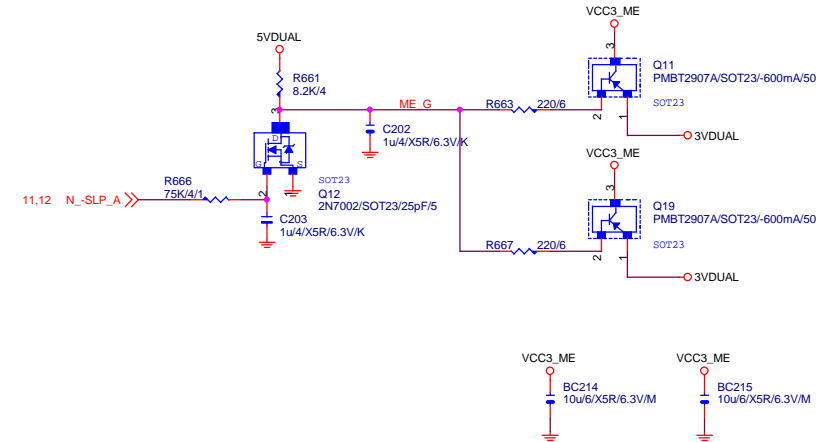 VCC3_ME
5VDUAL
3
Q11
PMBT2907A/SOT23/-600mA/50
R661
8.2K/4
SOT23
3
ME_G
R663
220/6
2
1
C202
1u/4/X5R/6.3V/K
3VDUAL
D
G
S
VCC3_ME
SOT23
R666
75K/4/1
2
1
Q12
2N7002/SOT23/25pF/5
3
11,12
N_-SLP_A
Q19
PMBT2907A/SOT23/-600mA/50
C203
1u/4/X5R/6.3V/K
SOT23
R667
220/6
2
1
3VDUAL
VCC3_ME
VCC3_ME
BC214
10u/6/X5R/6.3V/M
BC215
10u/6/X5R/6.3V/M